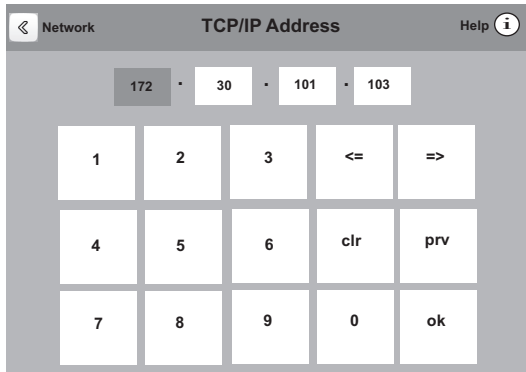 Network TCP/IP Address Help i
172 . 30 . 101 . 103
1 2 3 <= =>
4 5 6 clr prv
7 8 9 0 ok